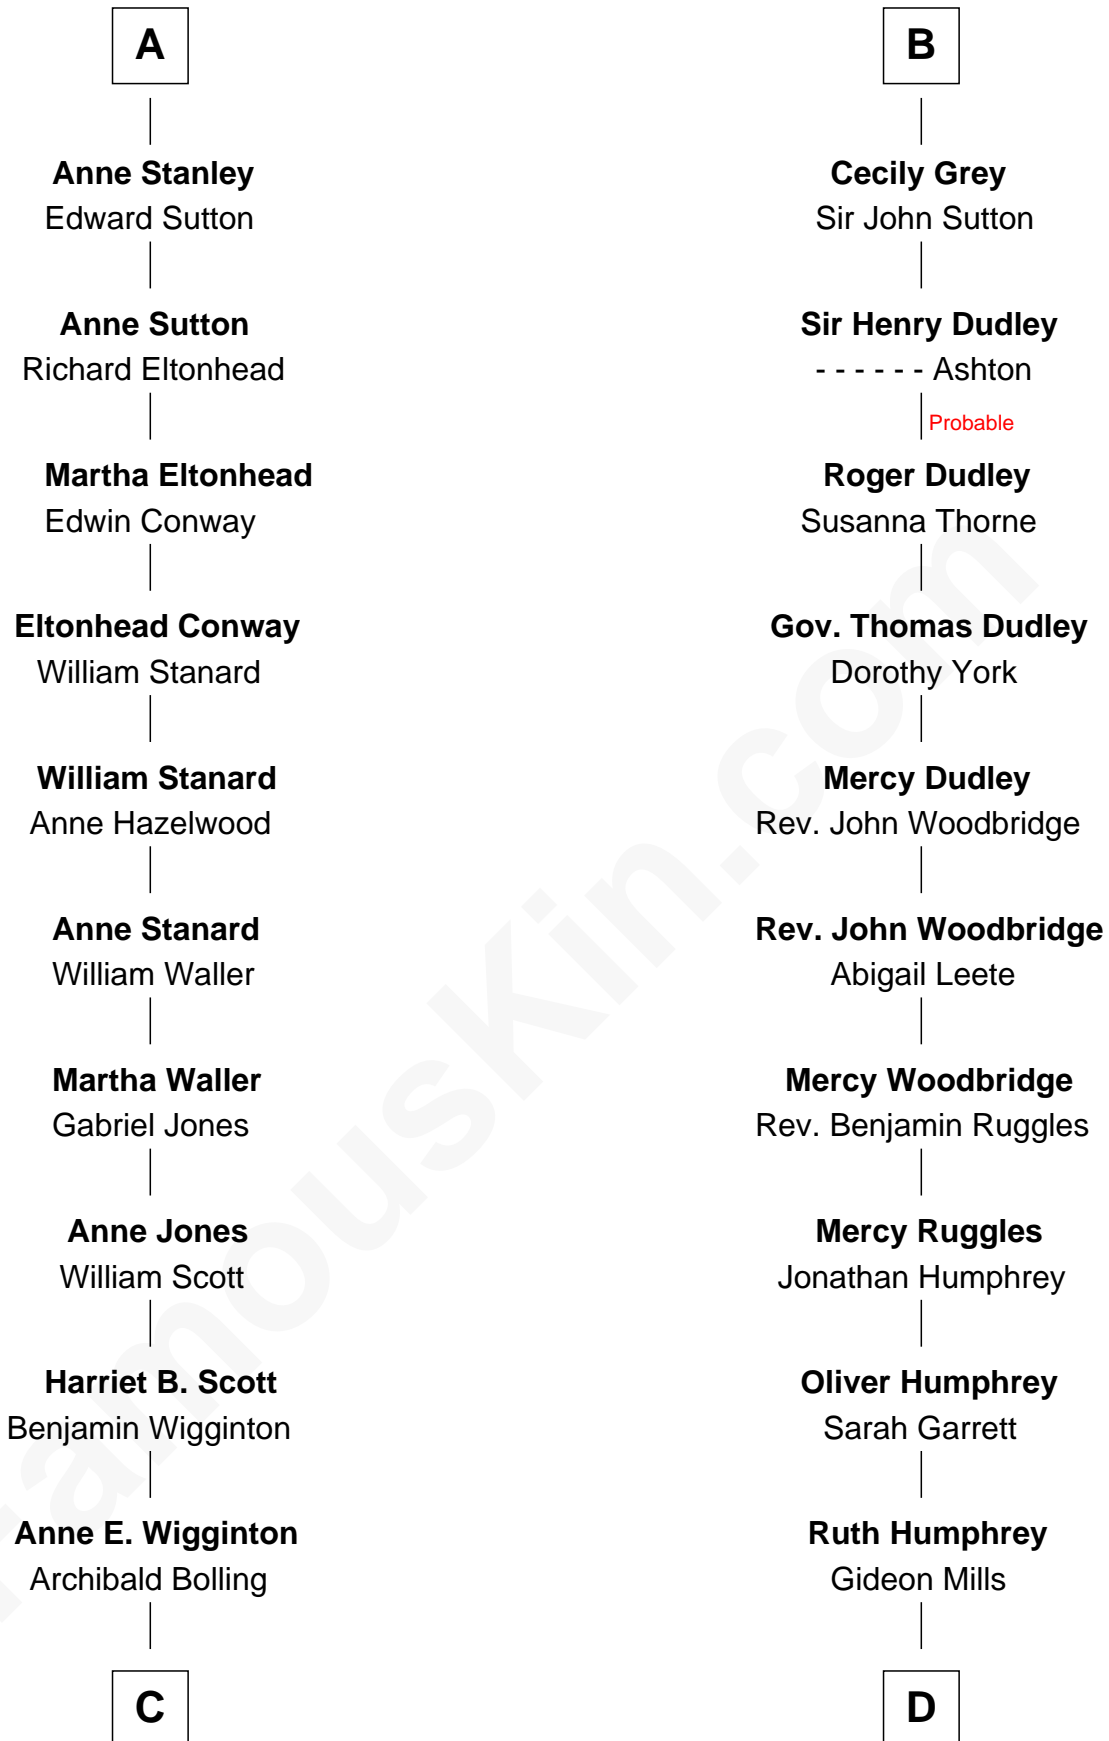 A
Anne Stanley
Edward Sutton
Anne Sutton
Richard Eltonhead
Martha Eltonhead
Edwin Conway
Eltonhead Conway
William Stanard
William Stanard
Anne Hazelwood
Anne Stanard
William Waller
Martha Waller
Gabriel Jones
Anne Jones
William Scott
Harriet B. Scott
Benjamin Wigginton
Anne E. Wigginton
Archibald Bolling
C
B
Cecily Grey
Sir John Sutton
Sir Henry Dudley
- - - - - - Ashton
Probable
Roger Dudley
Susanna Thorne
Gov. Thomas Dudley
Dorothy York
Mercy Dudley
Rev. John Woodbridge
Rev. John Woodbridge
Abigail Leete
Mercy Woodbridge
Rev. Benjamin Ruggles
Mercy Ruggles
Jonathan Humphrey
Oliver Humphrey
Sarah Garrett
Ruth Humphrey
Gideon Mills
D
FamousKin.com